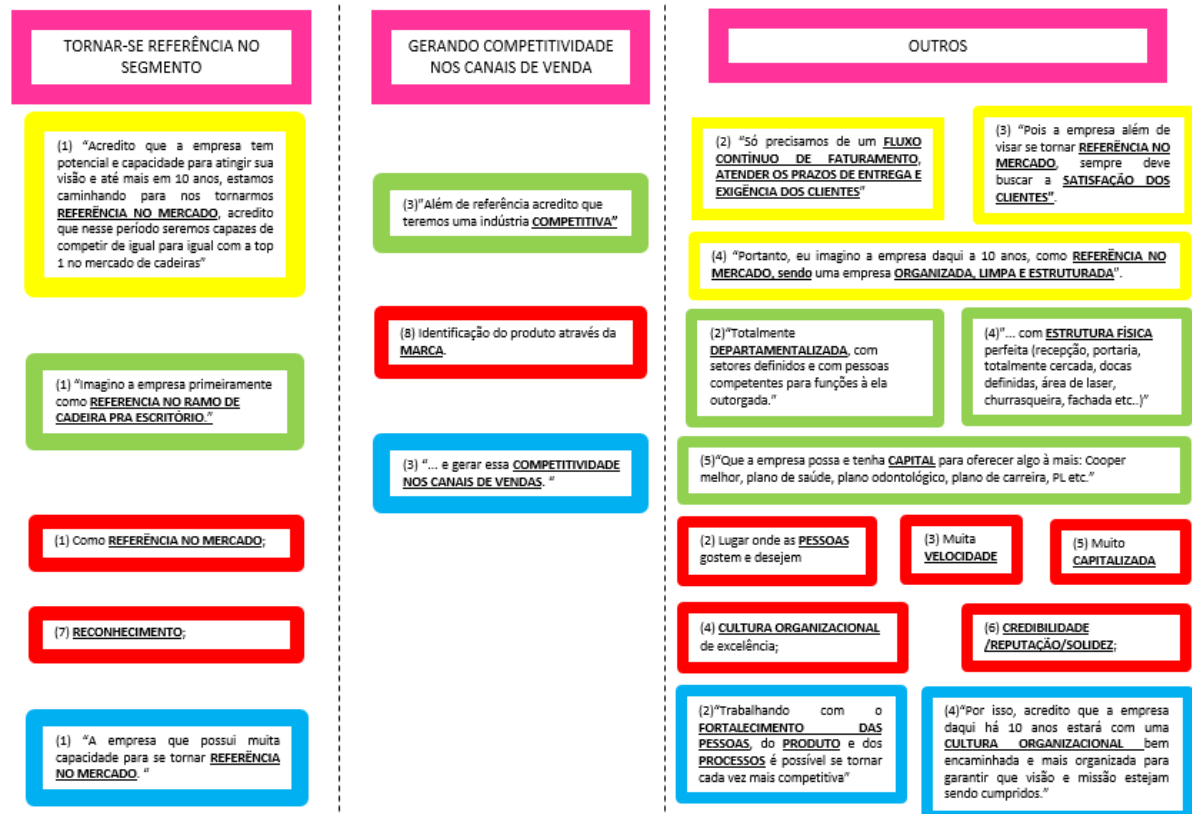 TORNAR-SE REFERÊNCIA NO
SEGMENTO
(1) “Acredito que a empresa tem
potencial e capacidade para atingir sua
visão e até mais em 10 anos, estamos
caminhando para nos tornarmos
REFERÊNCIA NO MERCADO, acredito
que nesse período seremos capazes de
competir de igual para igual com a top
1 no mercado de cadeiras”
(1) “Imagino a empresa primeiramente
como REFERENCIA NO RAMO DE
CADEIRA PRA ESCRITÓRIO.”
(1) Como REFERÊNCIA NO MERCADO;
(7) RECONHECIMENTO;
(1) “A empresa que possui muita
capacidade para se tornar REFERÊNCIA
NO MERCADO. “
GERANDO COMPETITIVIDADE
NOS CANAIS DE VENDA
(3)”Além de referência acredito que
teremos uma indústria COMPETITIVA”
(8) Identificação do produto através da
MARCA.
(3) “... e gerar essa COMPETITIVIDADE
NOS CANAIS DE VENDAS. “
OUTROS
(2) “Só precisamos de um FLUXO
CONTÍNUO DE FATURAMENTO,
ATENDER OS PRAZOS DE ENTREGA E
EXIGÊNCIA DOS CLIENTES”
(3) “Pois a empresa além de
visar se tornar REFERÊNCIA NO
MERCADO, sempre deve
buscar a SATISFAÇÃO DOS
CLIENTES”.
(4) “Portanto, eu imagino a empresa daqui a 10 anos, como REFERÊNCIA NO
MERCADO, sendo uma empresa ORGANIZADA, LIMPA E ESTRUTURADA”.
(2)“Totalmente
DEPARTAMENTALIZADA, com
setores definidos e com pessoas
competentes para funções à ela
outorgada.”
(4)”... com ESTRUTURA FÍSICA
perfeita (recepção, portaria,
totalmente cercada, docas
definidas, área de laser,
churrasqueira, fachada etc..)”
(5)“Que a empresa possa e tenha CAPITAL para oferecer algo à mais: Cooper
melhor, plano de saúde, plano odontológico, plano de carreira, PL etc.”
(2) Lugar onde as PESSOAS
gostem e desejem
(3) Muita
VELOCIDADE
(5) Muito
CAPITALIZADA
(4) CULTURA ORGANIZACIONAL
de excelência;
(6) CREDIBILIDADE
/REPUTAÇÃO/SOLIDEZ;
(2)“Trabalhando com o
FORTALECIMENTO DAS
PESSOAS, do PRODUTO e dos
PROCESSOS é possível se tornar
cada vez mais competitiva”
(4)“Por isso, acredito que a empresa
daqui há 10 anos estará com uma
CULTURA ORGANIZACIONAL bem
encaminhada e mais organizada para
garantir que visão e missão estejam
sendo cumpridos.”